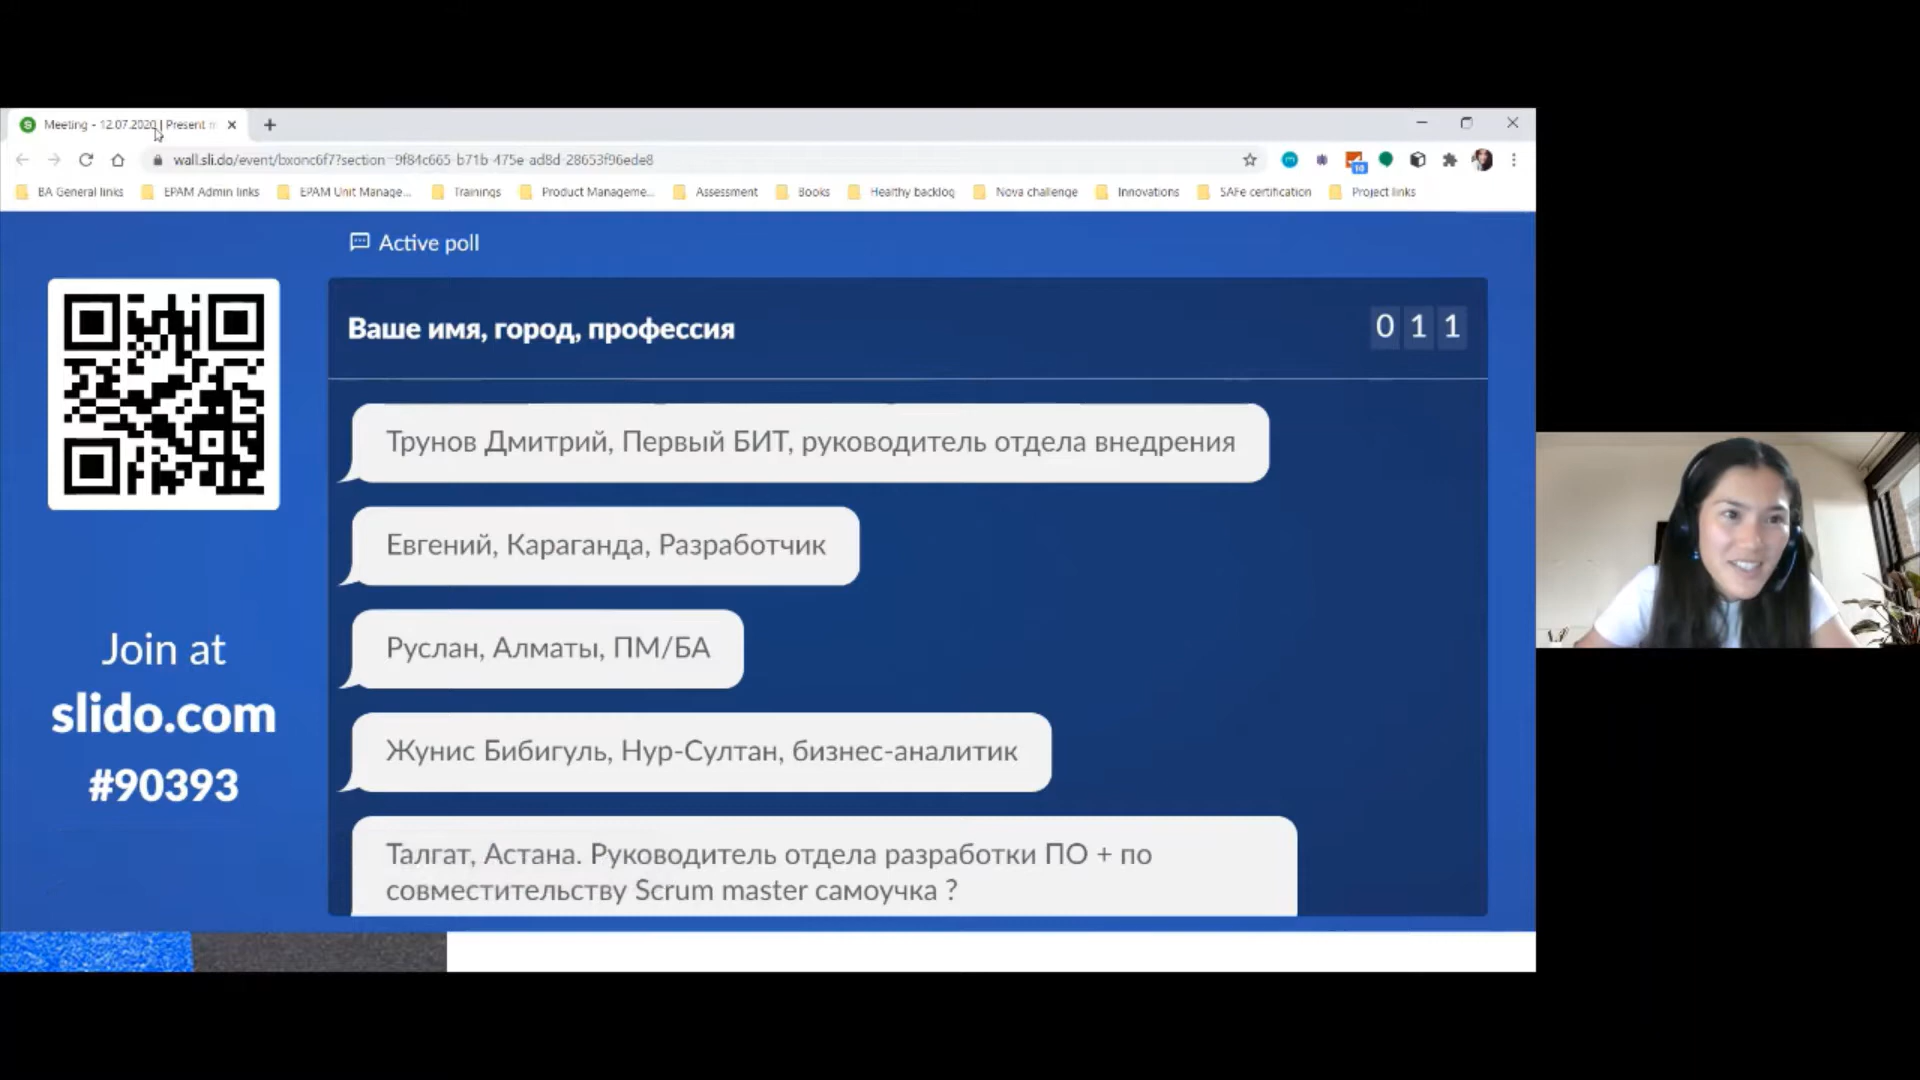 Meeting - 12.07.2020 | Present
wall.sli.do/event/bxonc6f7?section=9f84c665-b71b-475e-ad8d-28653f96ede8
BA General links EPAM Admin links EPAM Unit Manage... Trainings Product Manageme... Assessment Books Healthy backlog Nova challenge Innovations SAFe certification Project links
Active poll
Ваше имя, город, профессия
0 1 1
Трунов Дмитрий, Первый БИТ, руководитель отдела внедрения
Евгений, Караганда, Разработчик
Руслан, Алматы, ПМ/БА
Жунис Бибигуль, Нур-Султан, бизнес-аналитик
Талгат, Астана. Руководитель отдела разработки ПО + по
совместительству Scrum master самоучка ?
Join at
slido.com
#90393